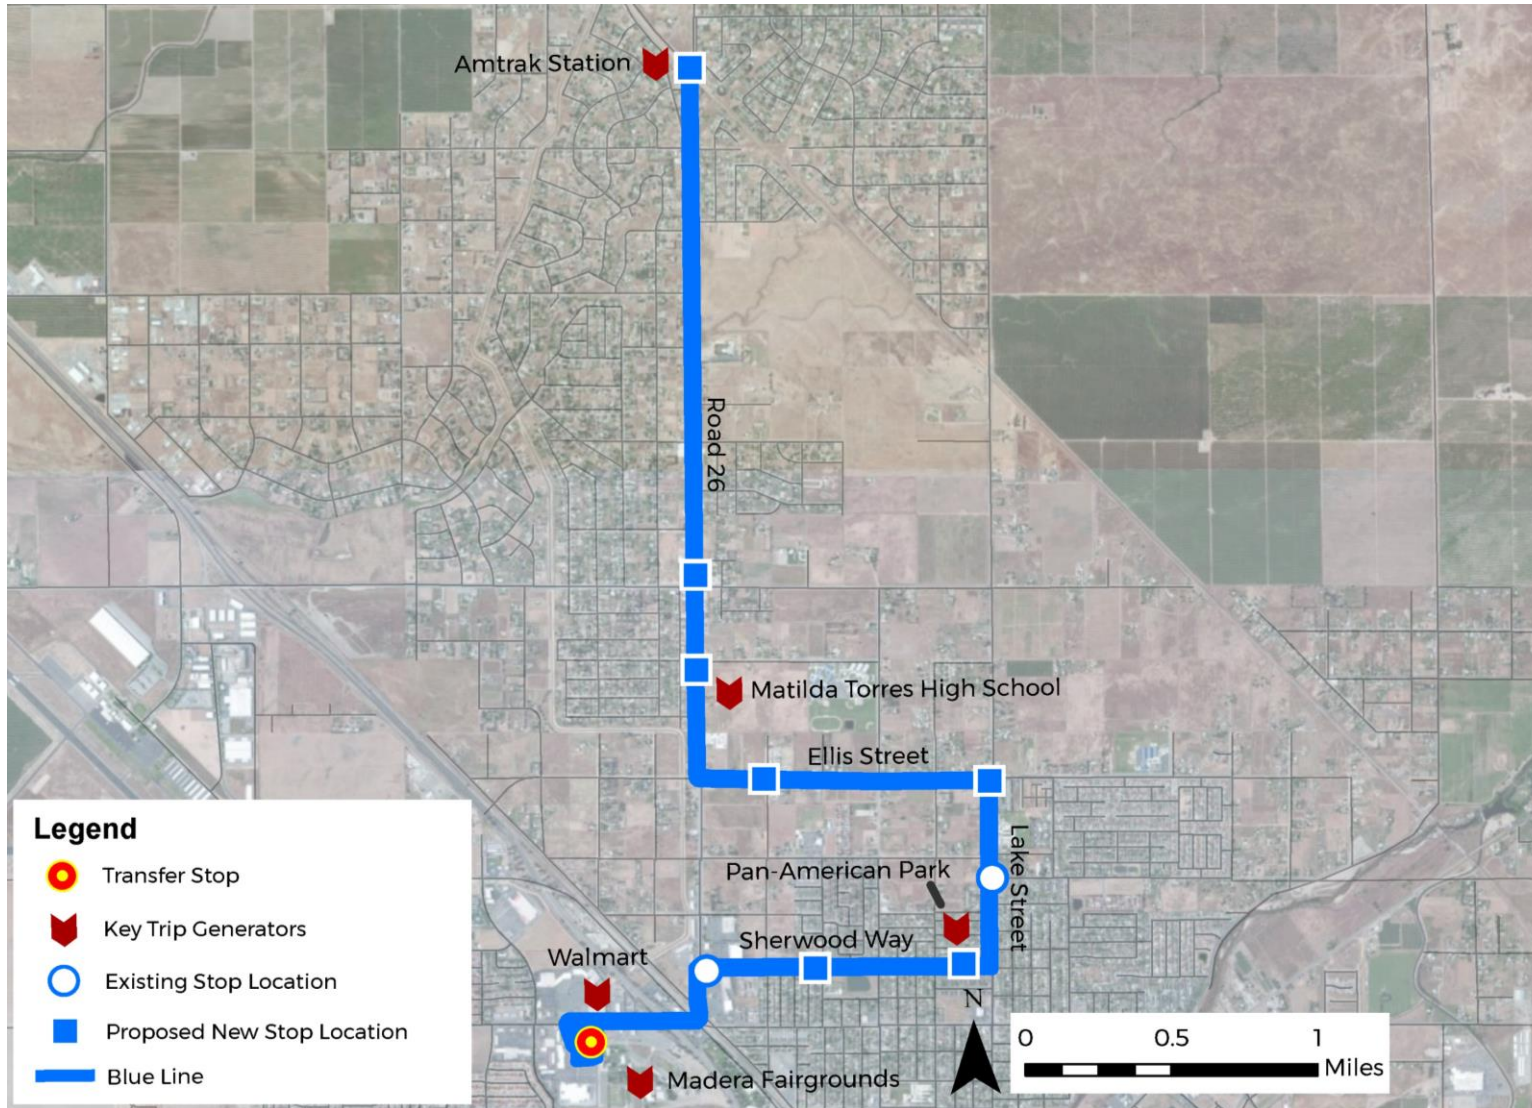 Amtrak Station
Road 26
Matilda Torres High School
Ellis Street
Lake Street
Pan-American Park
Sherwood Way
Walmart
Madera Fairgrounds
Legend
Transfer Stop
Key Trip Generators
Existing Stop Location
Proposed New Stop Location
Blue Line
N
0 0.5 1
Miles